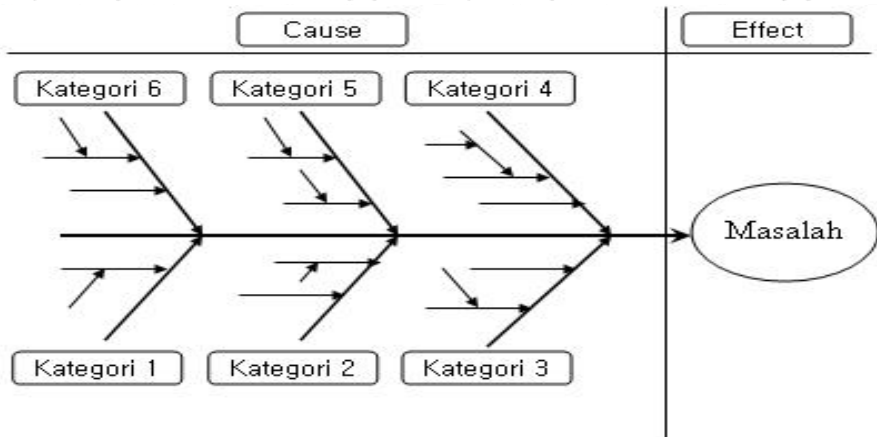 Cause
Effect
Kategori 6
Kategori 5
Kategori 4
Masalah
Kategori 1
Kategori 2
Kategori 3